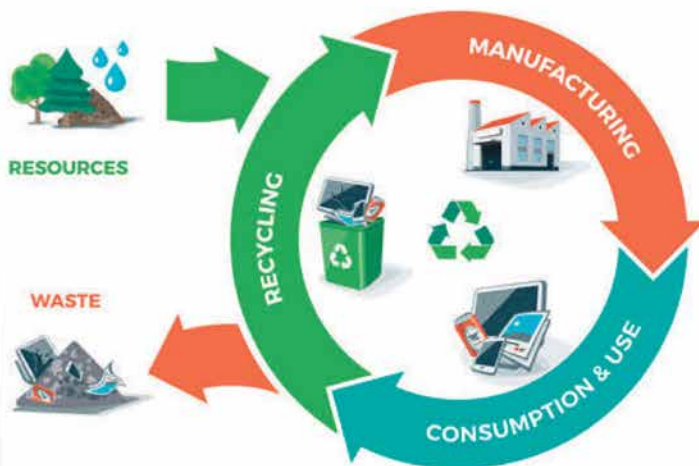 RESOURCES
WASTE
RECYCLING
MANUFACTURING
CONSUMPTION & USE